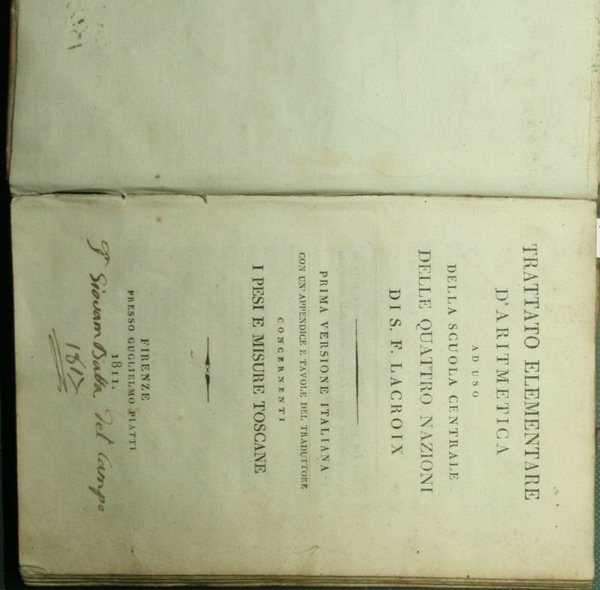 TRATTATO ELEMENTARE
D'ARITMETICA
AD USO
DELLA SCUOLA CENTRALE
DELLE QUATTRO NAZIONI
DI S. F. LACROIX
PRIMA VERSIONE ITALIANA
CON UN' APPENDICE E TAVOLE DEL TRADUTTORE
CONCERNENTI
I PESI E MISURE TOSCANE
FIRENZE
PRESSO GUGLIELMO PIATTI
1811.
Giovam Batta Del Campo
1817